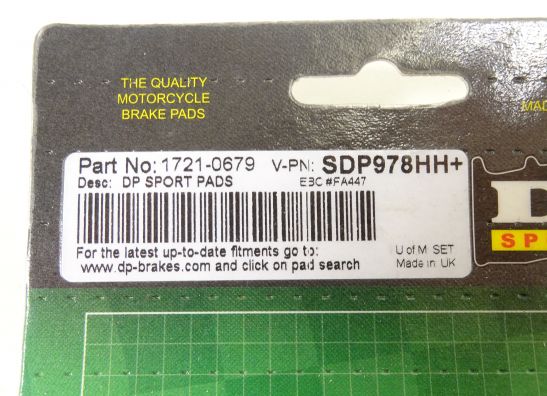 THE QUALITY
MOTORCYCLE
BRAKE PADS
MAD
Part No: 1721-0679 V-PN: SDP978HH+
Desc: DP SPORT PADS EBC #FA447
For the latest up-to-date fitments go to: U of M SET
www.dp-brakes.com and click on pad search Made in UK
D
SP